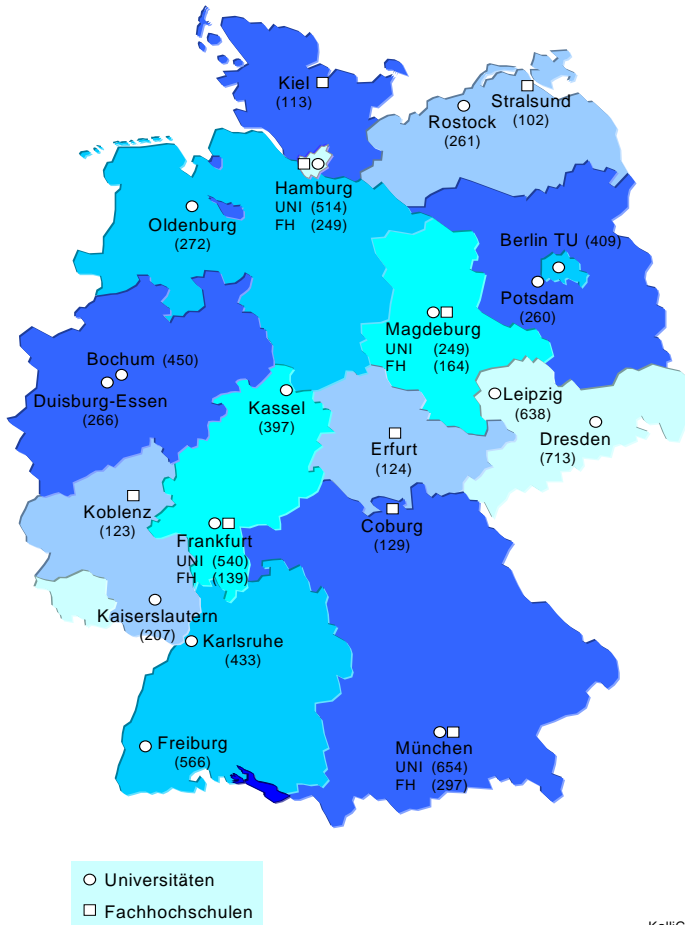 Kiel
(113)
Stralsund
(102)
Rostock
(261)
Hamburg
UNI (514)
FH (249)
Oldenburg
(272)
Berlin TU (409)
Potsdam
(260)
Magdeburg
UNI (249)
FH (164)
Bochum (450)
Duisburg-Essen
(266)
Kassel
(397)
Leipzig
(638)
Dresden
(713)
Erfurt
(124)
Koblenz
(123)
Coburg
(129)
Frankfurt
UNI (540)
FH (139)
Kaiserslautern
(207)
Karlsruhe
(433)
Freiburg
(566)
München
UNI (654)
FH (297)
Universitäten
Fachhochschulen